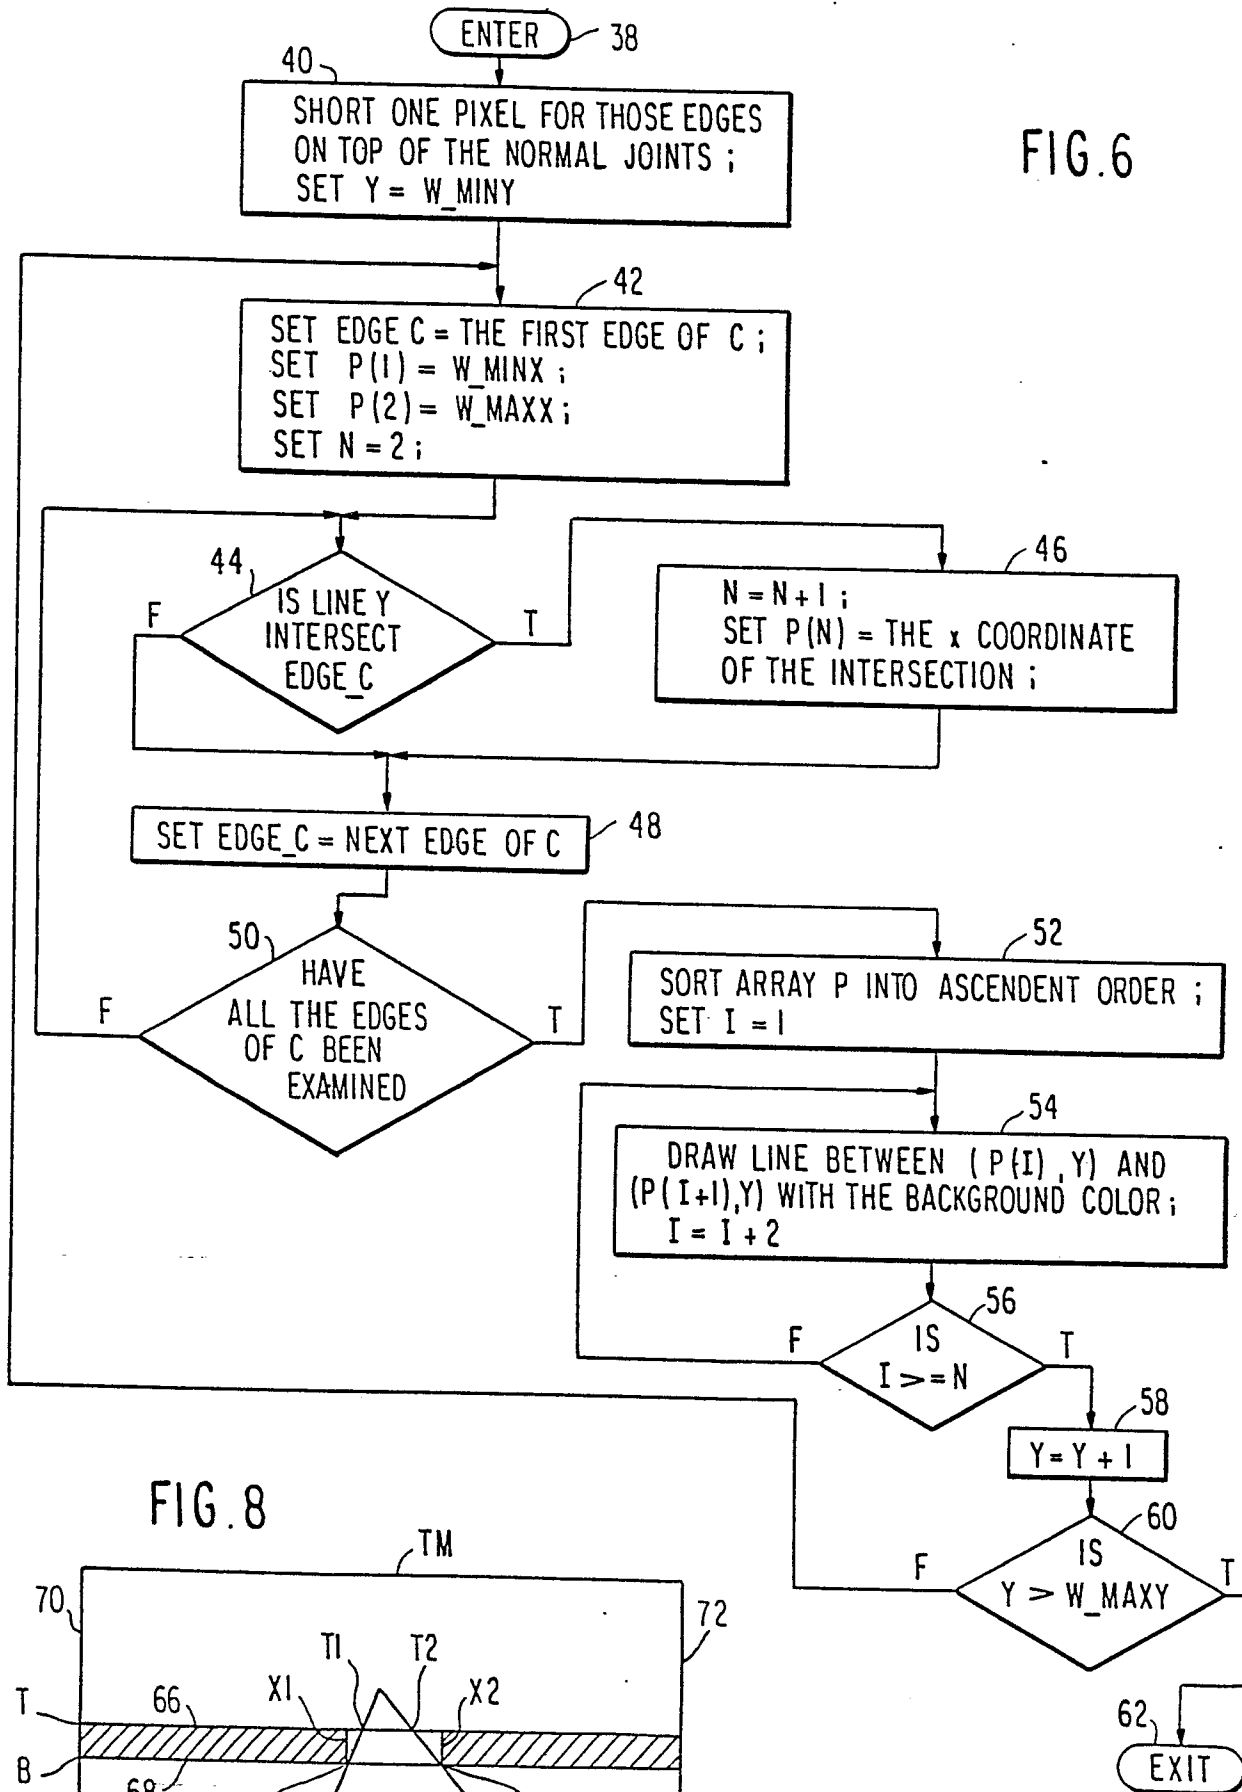 ENTER
38
40
SHORT ONE PIXEL FOR THOSE EDGES
ON TOP OF THE NORMAL JOINTS ;
SET Y = W_MINY
FIG.6
42
SET EDGE C = THE FIRST EDGE OF C ;
SET P(1) = W_MINX ;
SET P(2) = W_MAXX ;
SET N = 2 ;
44
F
IS LINE Y
INTERSECT
EDGE_C
T
46
N = N + 1 ;
SET P(N) = THE x COORDINATE
OF THE INTERSECTION ;
SET EDGE_C = NEXT EDGE OF C
48
50
F
HAVE
ALL THE EDGES
OF C BEEN
EXAMINED
T
52
SORT ARRAY P INTO ASCENDENT ORDER ;
SET I = 1
54
DRAW LINE BETWEEN ( P(I) , Y) AND
(P( I+1),Y) WITH THE BACKGROUND COLOR ;
I = I + 2
56
F
IS
I >= N
T
58
Y = Y + 1
60
F
IS
Y > W_MAXY
T
62
EXIT
FIG.8
TM
70
72
T1
T2
X1
X2
T
66
B
68